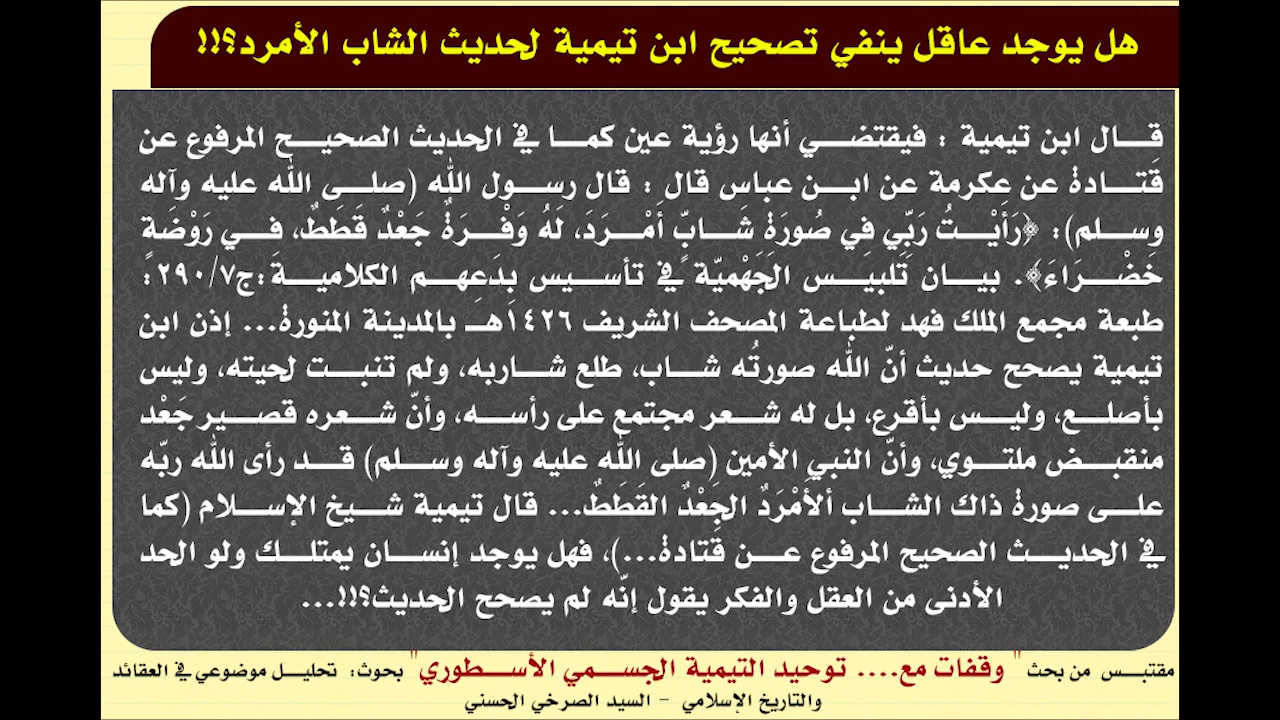 هل يوجد عاقل ينفي تصحيح ابن تيمية لحديث الشاب الأمرد؟!!
قال ابن تيمية : فيقتضي أنها رؤية عين كما في الحديث الصحيح المرفوع عن
قَتادةَ عن عكرمة عن ابن عباس قال : قال رسول الله (صلى الله عليه وآله
وسلم): ﴿رَأَيْتُ رَبِّي فِي صُورَةِ شَابٍّ أَمْرَدَ، لَهُ وَفْرَةٌ جَعْدٌ قَطَطٌ، فِي رَوْضَةٍ
خَضْرَاءَ﴾. بيان تَلبيَس الجَهْميّة في تأسيس بدَعهم الكلامية :ج٢٩٠/٧:
طبعة مجمع الملك فهد لطباعة المصحف الشريف ١٤٢٦هـ بالمدينة المنورة... إذن ابن
تيمية يصحح حديث أنّ الله صورتُه شاب، طلع شاربه، ولم تنبت لحيته، وليس
بأصلع، وليس بأقرع، بل له شعر مجتمع على رأسه، وأنّ شعره قصير جَعْد
منقبض ملتوي، وأنّ النبي الأمين (صلى الله عليه وآله وسلم) قد رأى الله ربّه
على صورة ذاك الشاب ألأَمْرَدٌ الجَعْدٌ القَطَطٌ... قال تيمية شيخ الإسلام (كما
في الحديث الصحيح المرفوع عن قتادة...)، فهل يوجد إنسان يمتلك ولو الحد
الأدنى من العقل والفكر يقول إنّه لم يصحح الحديث؟!!...
مقتبس من بحث " وقفات مع.... توحيد التيمية الجسمي الأسطوري" بحوث: تحليل موضوعي في العقائد
والتاريخ الإسلامي - السيد الصرخي الحسني